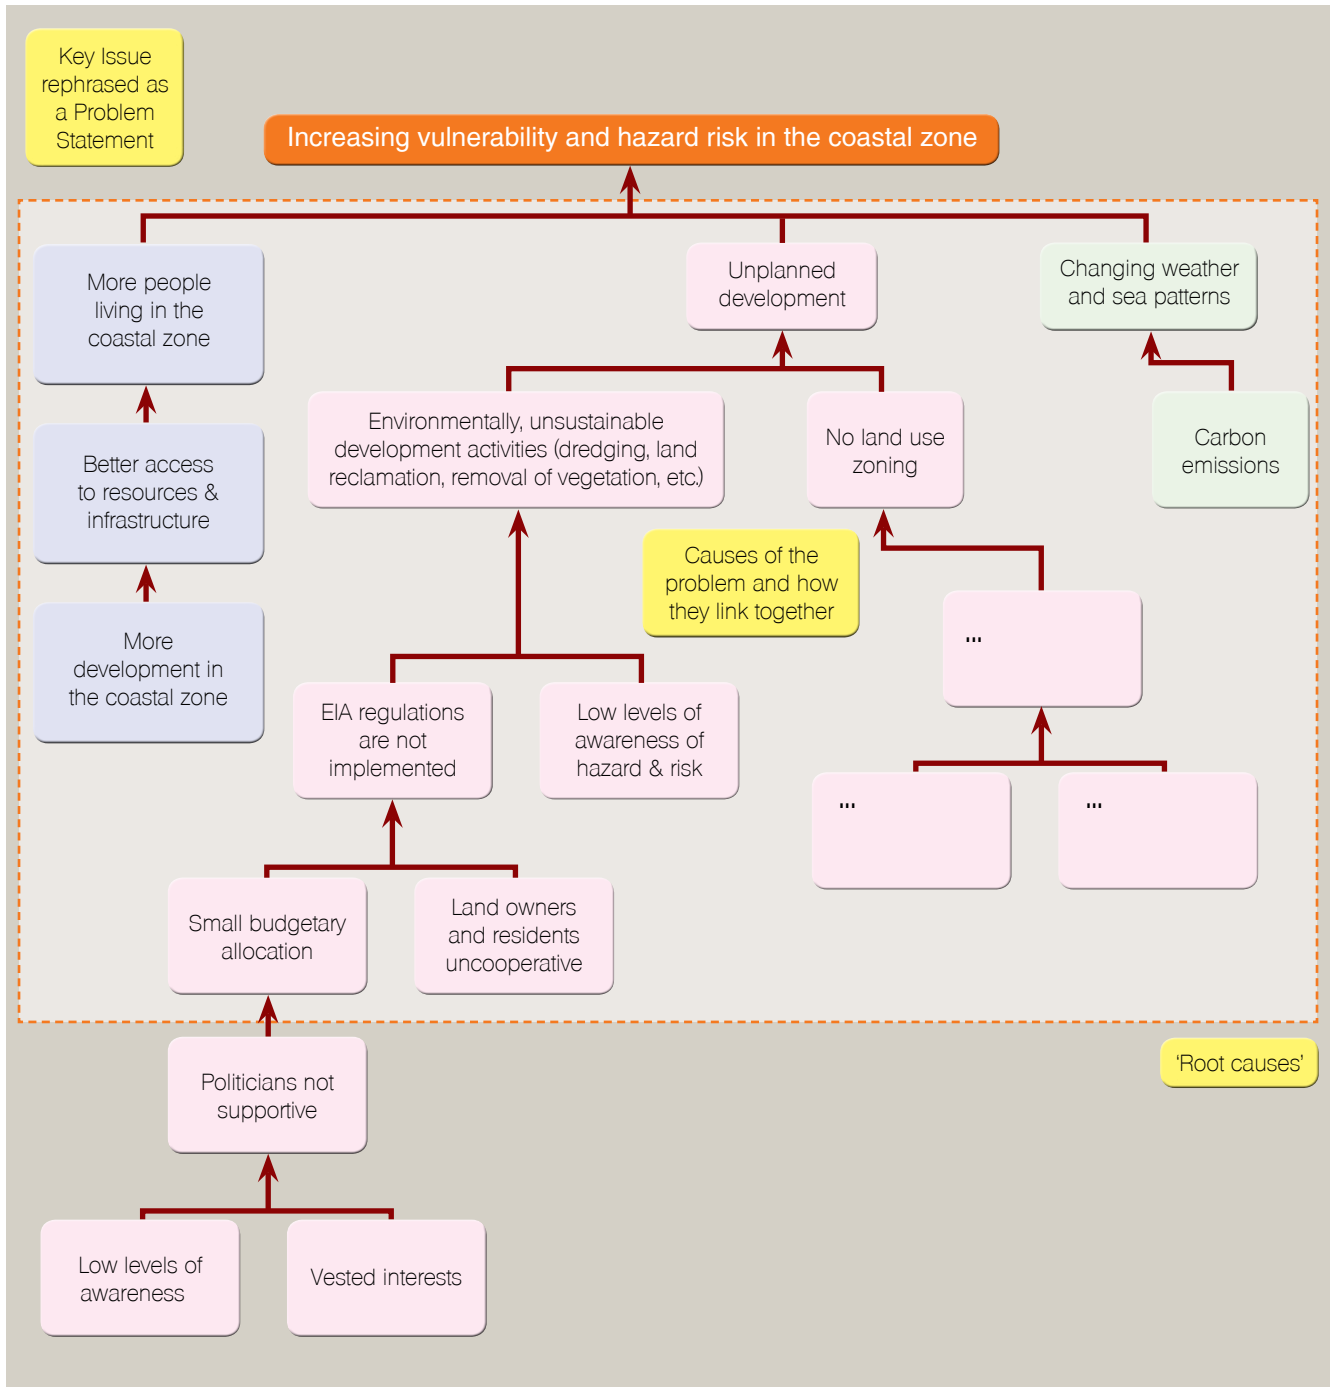 Key Issue
rephrased as
a Problem
Statement
Increasing vulnerability and hazard risk in the coastal zone
More people
living in the
coastal zone
Unplanned
development
Changing weather
and sea patterns
Environmentally, unsustainable
development activities (dredging, land
reclamation, removal of vegetation, etc.)
No land use
zoning
Carbon
emissions
Better access
to resources &
infrastructure
Causes of the
problem and how
they link together
More
development in
the coastal zone
...
EIA regulations
are not
implemented
Low levels of
awareness of
hazard & risk
...
...
Small budgetary
allocation
Land owners
and residents
uncooperative
Politicians not
supportive
'Root causes'
Low levels of
awareness
Vested interests